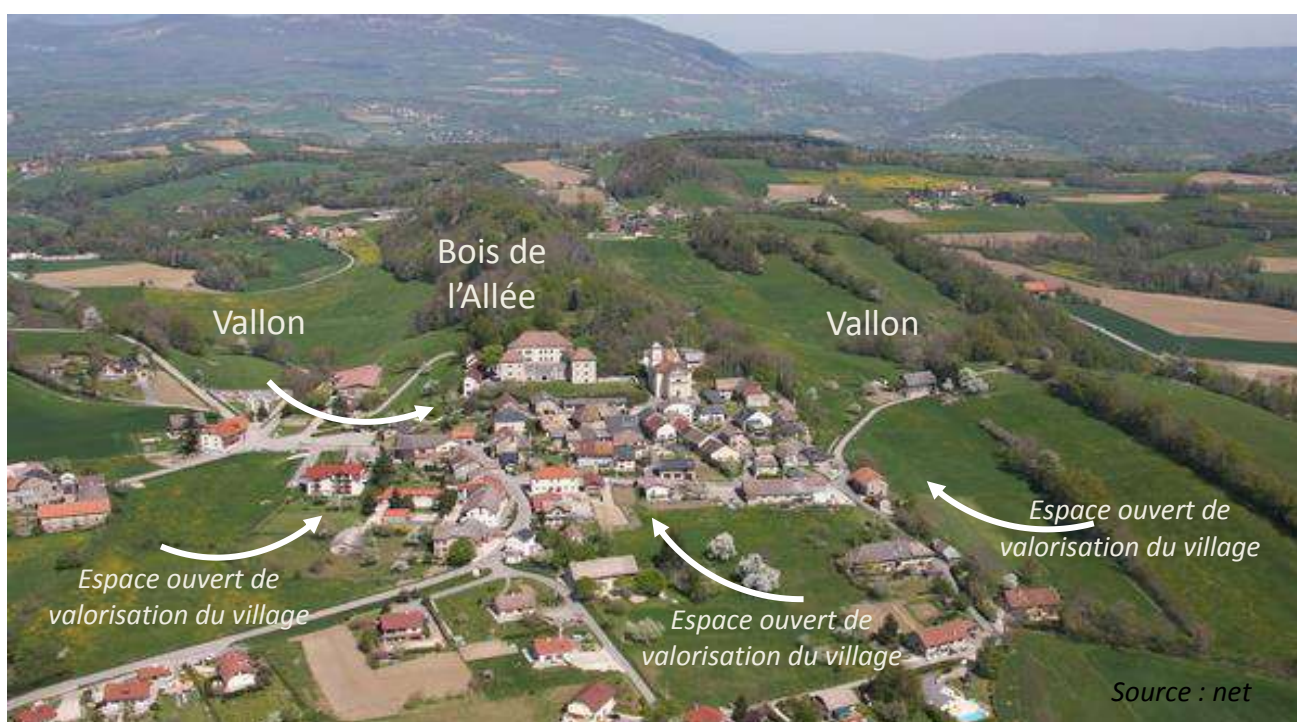 Bois de
l’Allée
Vallon
Vallon
Espace ouvert de
valorisation du village
Espace ouvert de
valorisation du village
Espace ouvert de
valorisation du village
Source : net